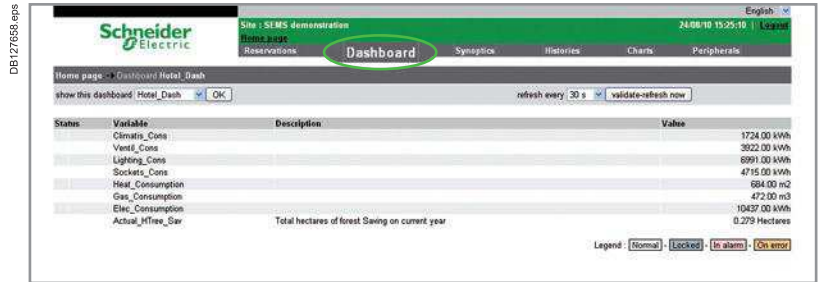 DB127658.eps
English
Schneider
Electric
Site : SEMS demonstration
24/08/10 15:25:10 | Logout
Home page
Reservations Dashboard Synoptics Histories Charts Peripherals
Home page -> Dashboard Hotel_Dash
show this dashboard Hotel_Dash OK refresh every 30 s validate-refresh now
Status Variable Description Value
Climatis_Cons 1724.00 kWh
Ventil_Cons 3922.00 kWh
Lighting_Cons 6991.00 kWh
Sockets_Cons 4715.00 kWh
Heat_Consumption 684.00 m2
Gas_Consumption 472.00 m3
Elec_Consumption 10437.00 kWh
Actual_HTree_Sav Total hectares of forest Saving on current year 0.279 Hectares
Legend : Normal - Locked - In alarm - On error